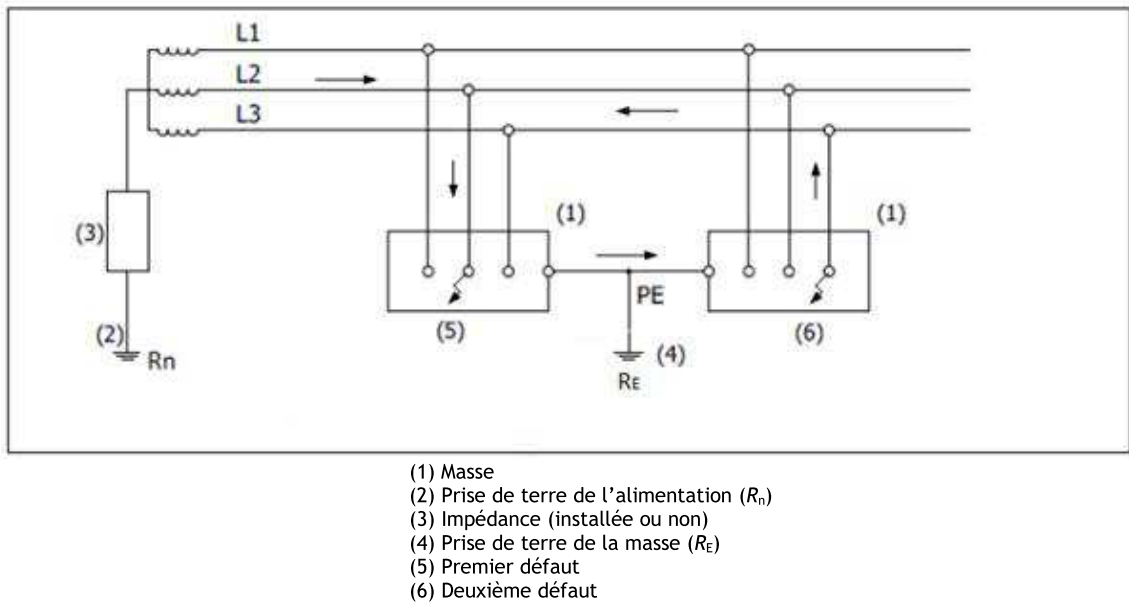 L1
L2
L3
(3)
(1)
(1)
(2)
Rn
(5)
PE
(6)
(4)
RE
(1) Masse
(2) Prise de terre de l’alimentation (Rn)
(3) Impédance (installée ou non)
(4) Prise de terre de la masse (RE)
(5) Premier défaut
(6) Deuxième défaut